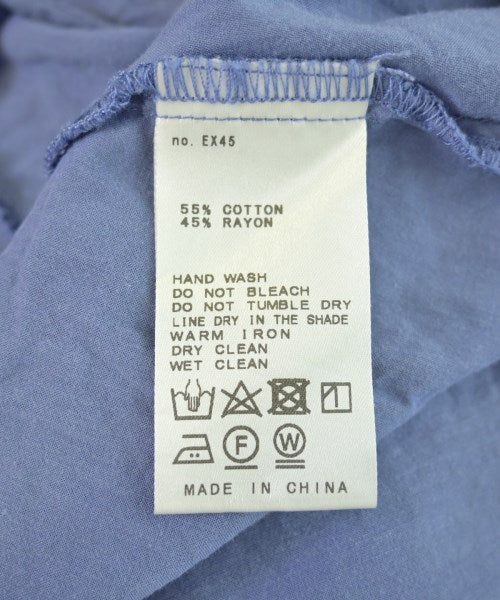 no. EX45
55% COTTON
45% RAYON
HAND WASH
DO NOT BLEACH
DO NOT TUMBLE DRY
LINE DRY IN THE SHADE
WARM IRON
DRY CLEAN
WET CLEAN
F W
MADE IN CHINA